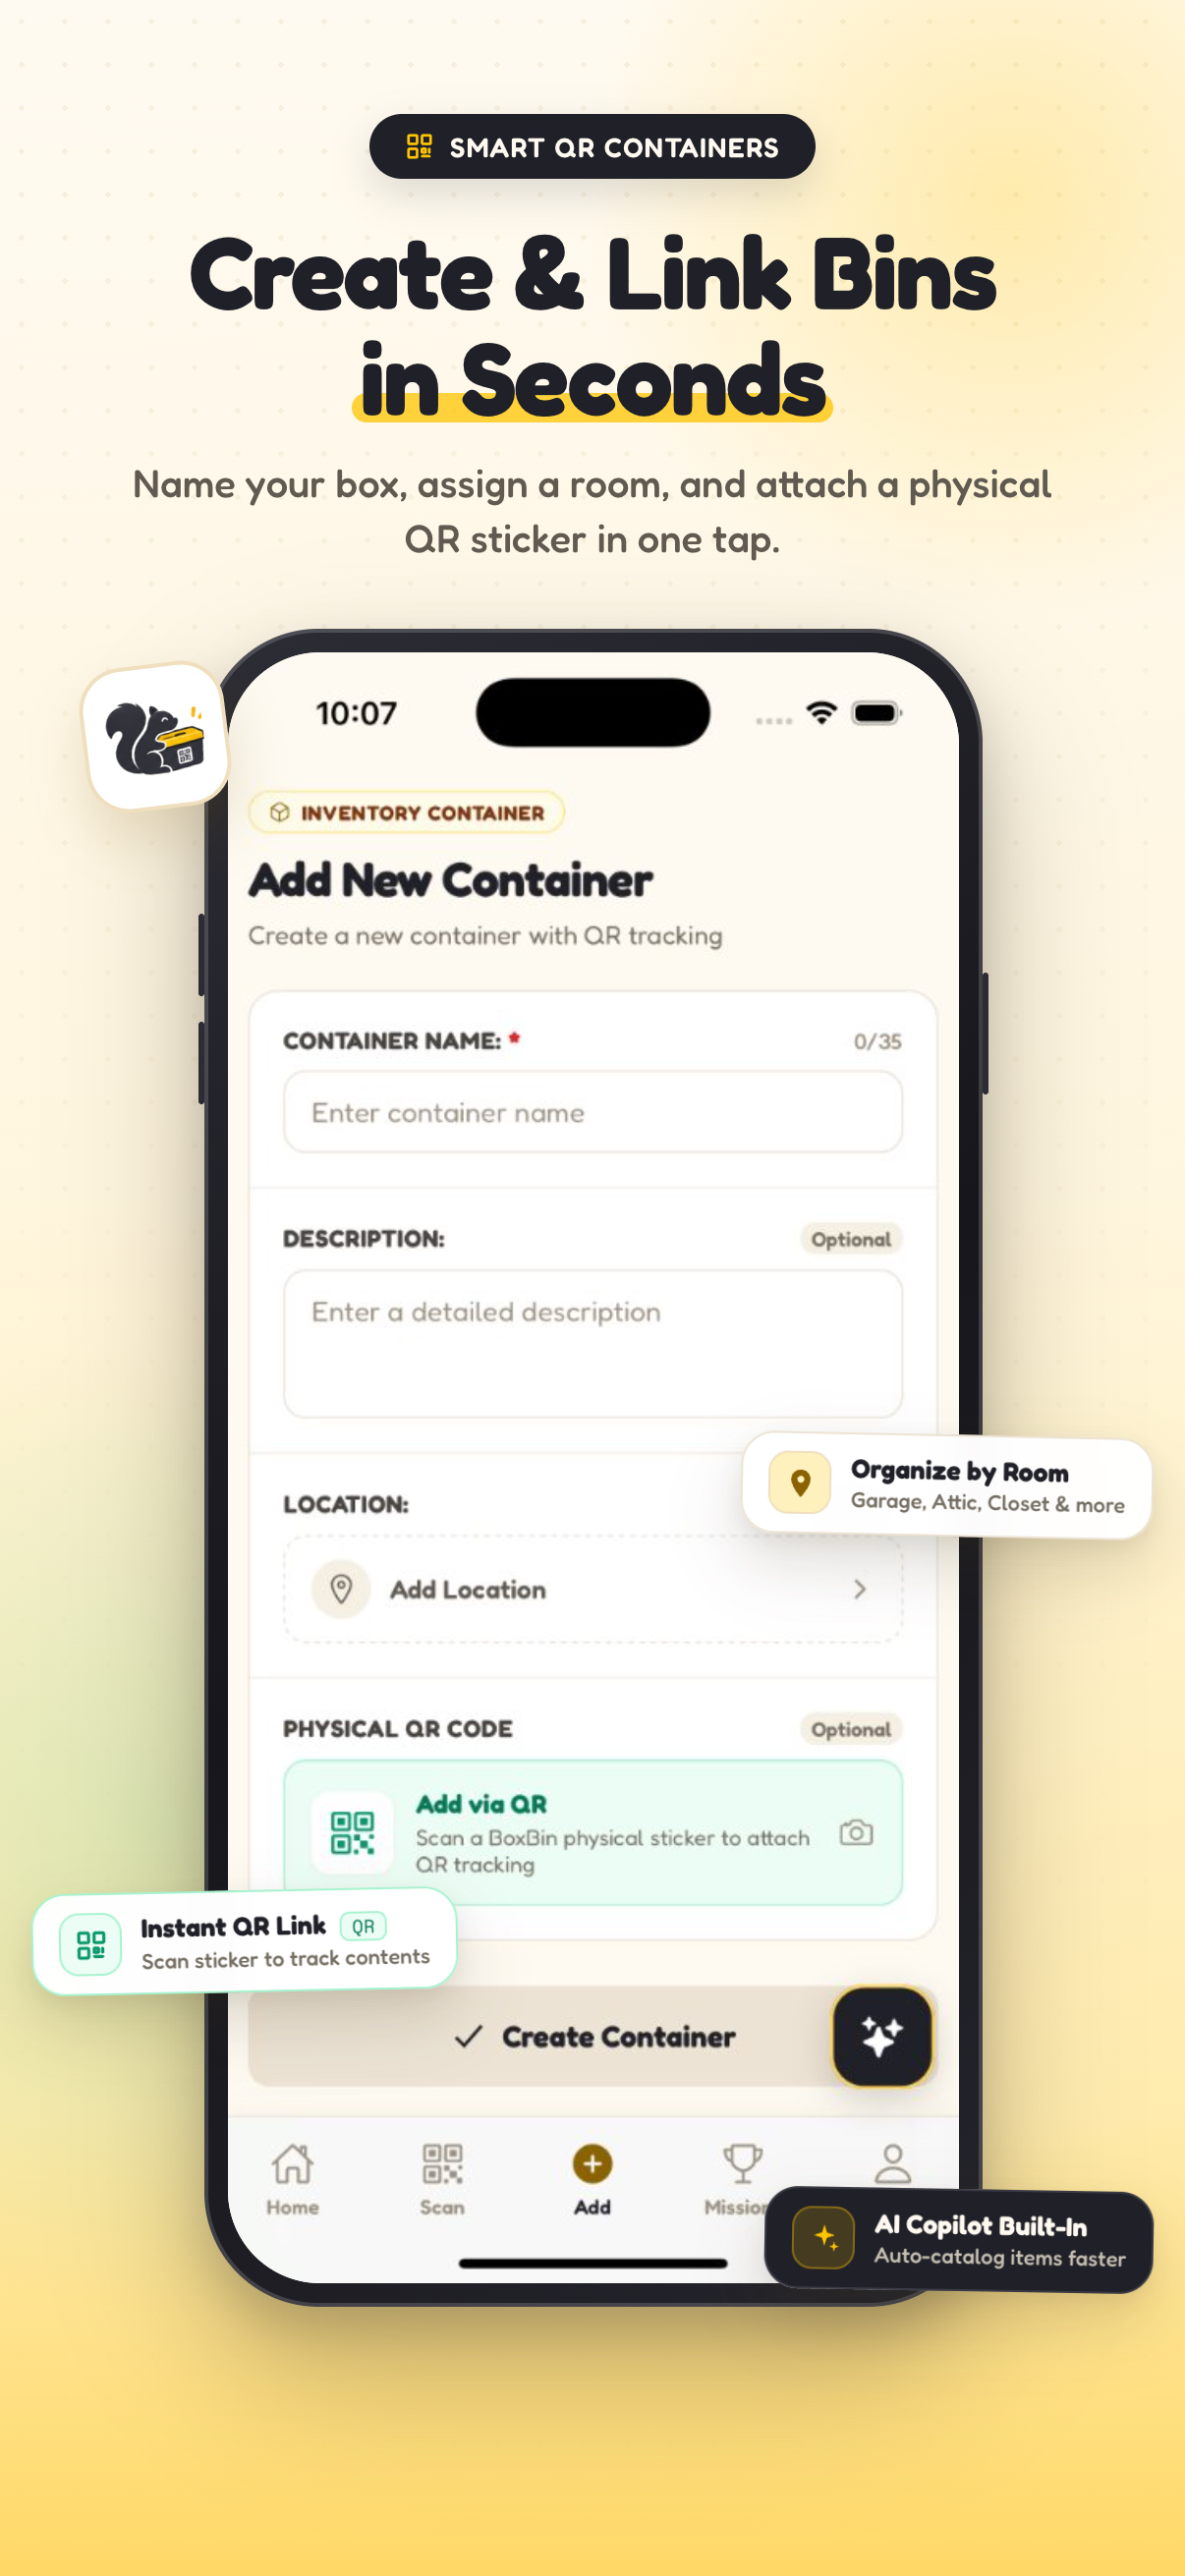 SMART QR CONTAINERS
Create & Link Bins
in Seconds
Name your box, assign a room, and attach a physical
QR sticker in one tap.
10:07
INVENTORY CONTAINER
Add New Container
Create a new container with QR tracking
CONTAINER NAME: *
0/35
Enter container name
DESCRIPTION:
Optional
Enter a detailed description
Organize by Room
Garage, Attic, Closet & more
LOCATION:
Add Location
PHYSICAL QR CODE
Optional
Add via QR
Scan a BoxBin physical sticker to attach
QR tracking
Instant QR Link QR
Scan sticker to track contents
Create Container
Home
Scan
Add
Mission
AI Copilot Built-In
Auto-catalog items faster